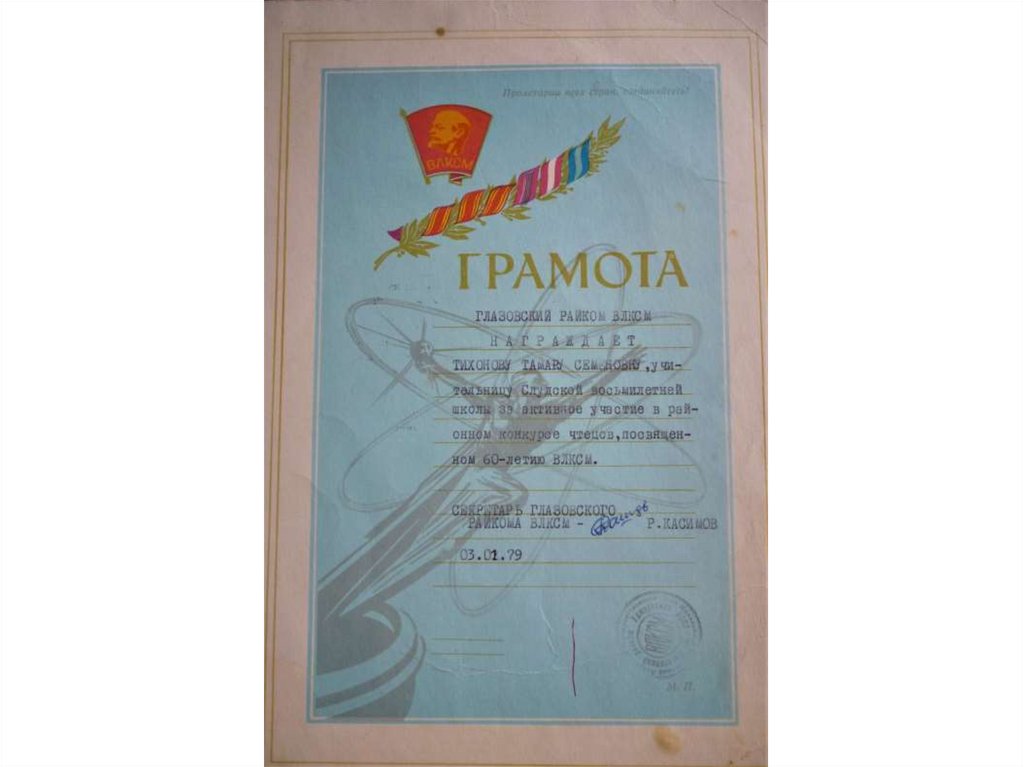 Пролетарии всех стран, соединяйтесь!
ВЛКСМ
ГРАМОТА
ГЛАЗОВСКИЙ РАЙКОМ ВЛКСМ
НАГРАЖДАЕТ
ТИХОНОВУ ТАМАРУ СЕМЕНОВНУ,учи-
тельницу Слудской восьмилетней
школы за активное участие в рай-
онном конкурсе чтецов,посвящен-
ном 60-летию ВЛКСМ.
СЕКРЕТАРЬ ГЛАЗОВСКОГО
РАЙКОМА ВЛКСМ - Р.КАСИМОВ
03.01.79
М. П.